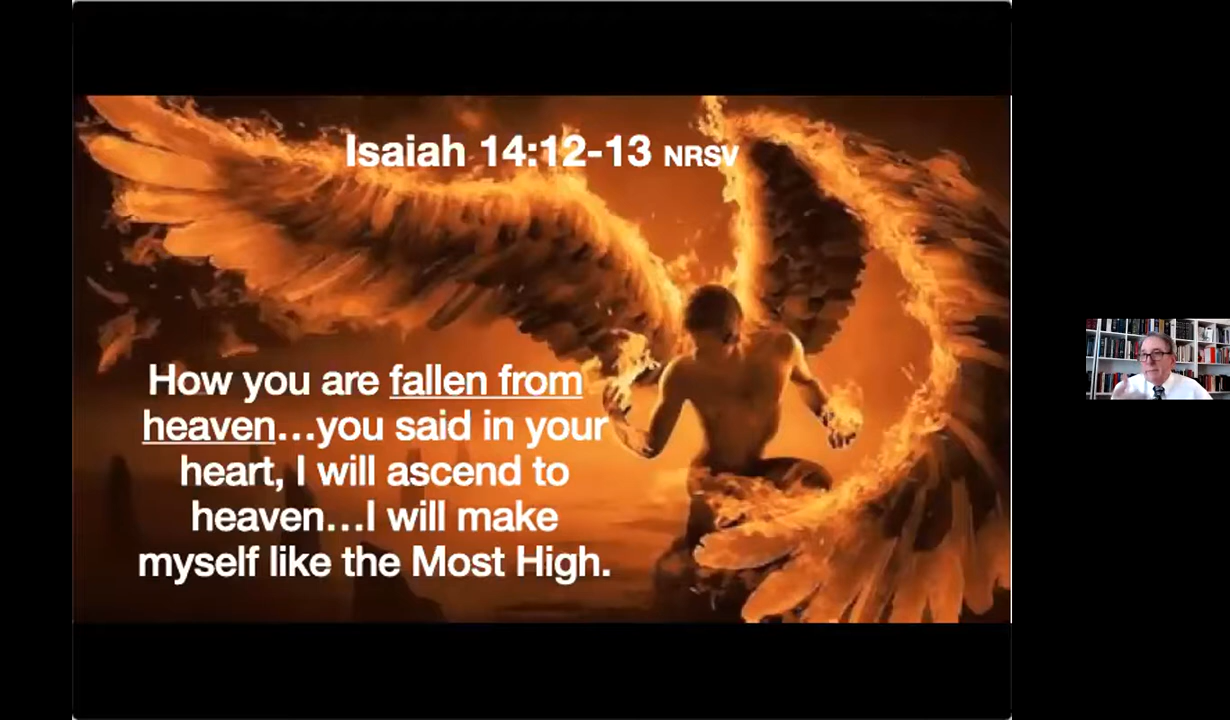 Isaiah 14:12-13 NRSV
How you are fallen from
heaven...you said in your
heart, I will ascend to
heaven...I will make
myself like the Most High.